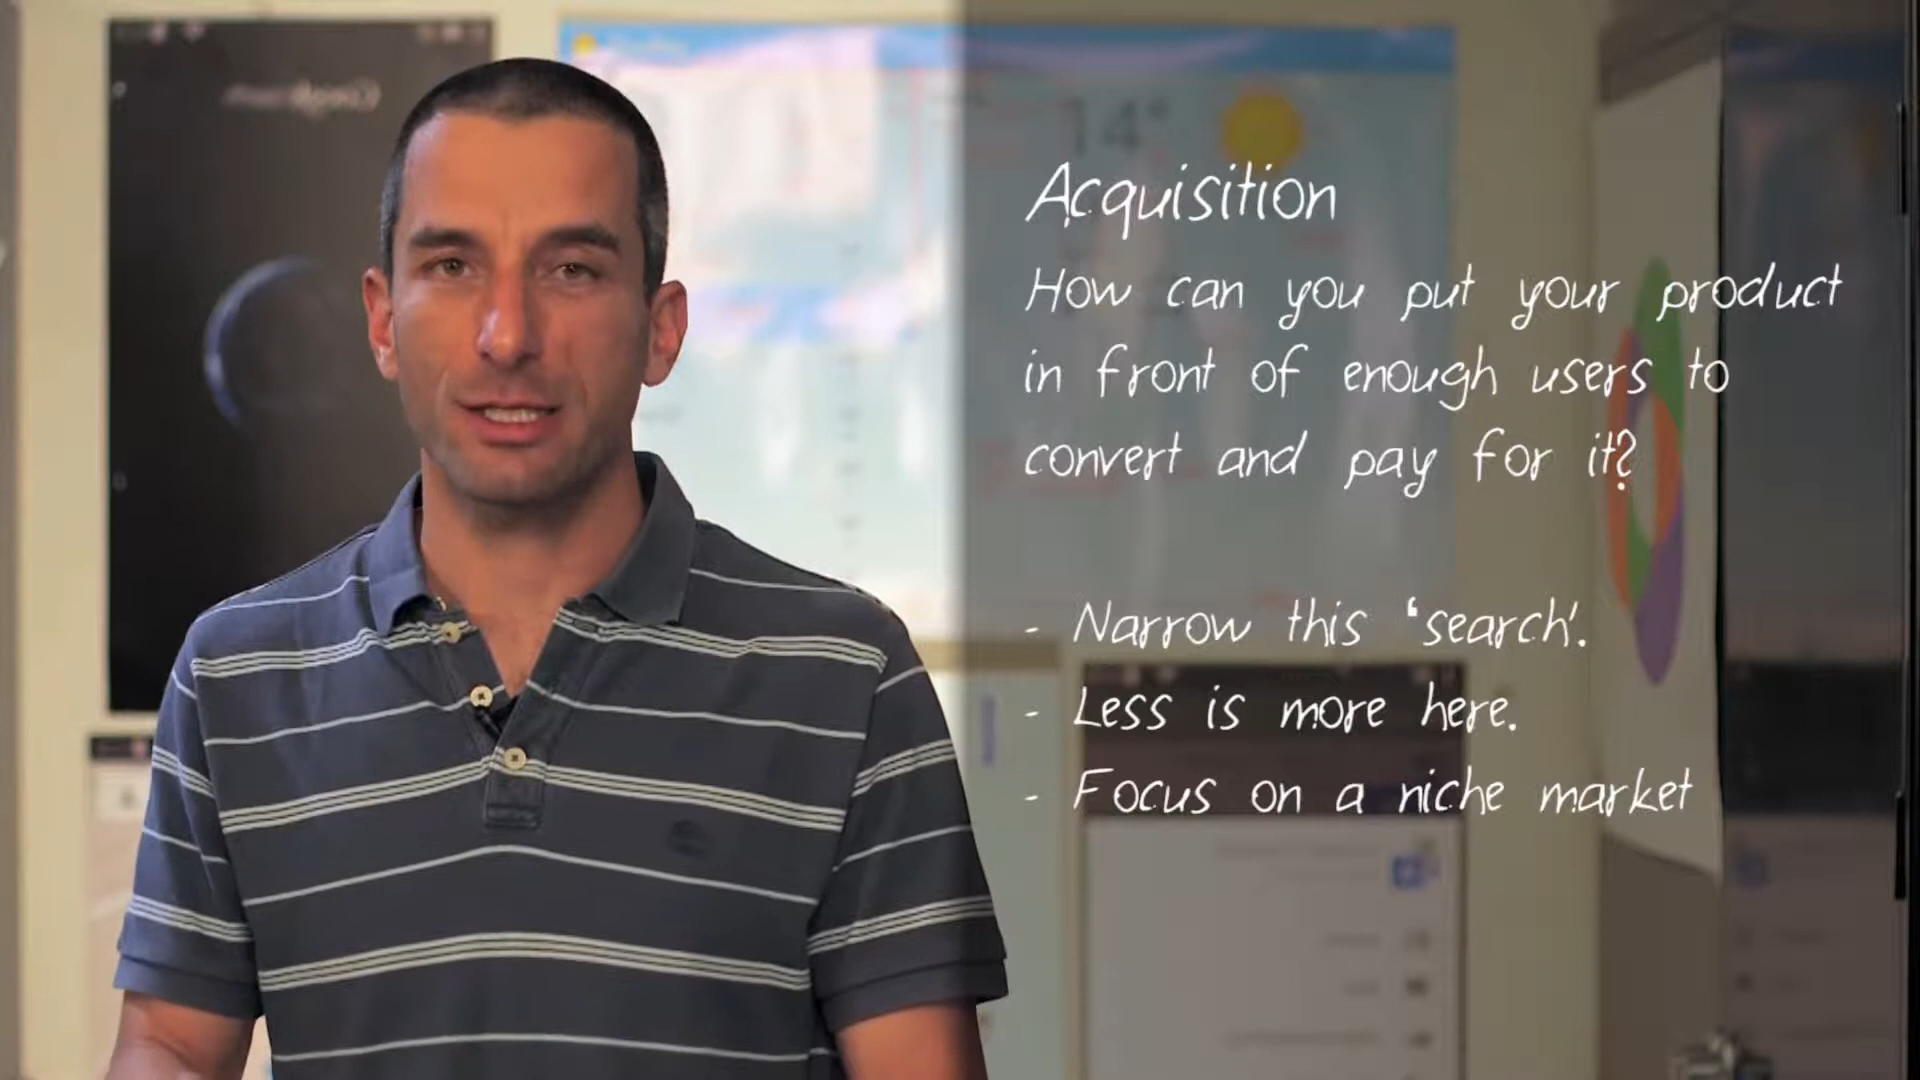 14°
Acquisition
How can you put your product
in front of enough users to
convert and pay for it?
- Narrow this 'search'.
- Less is more here.
- Focus on a niche market